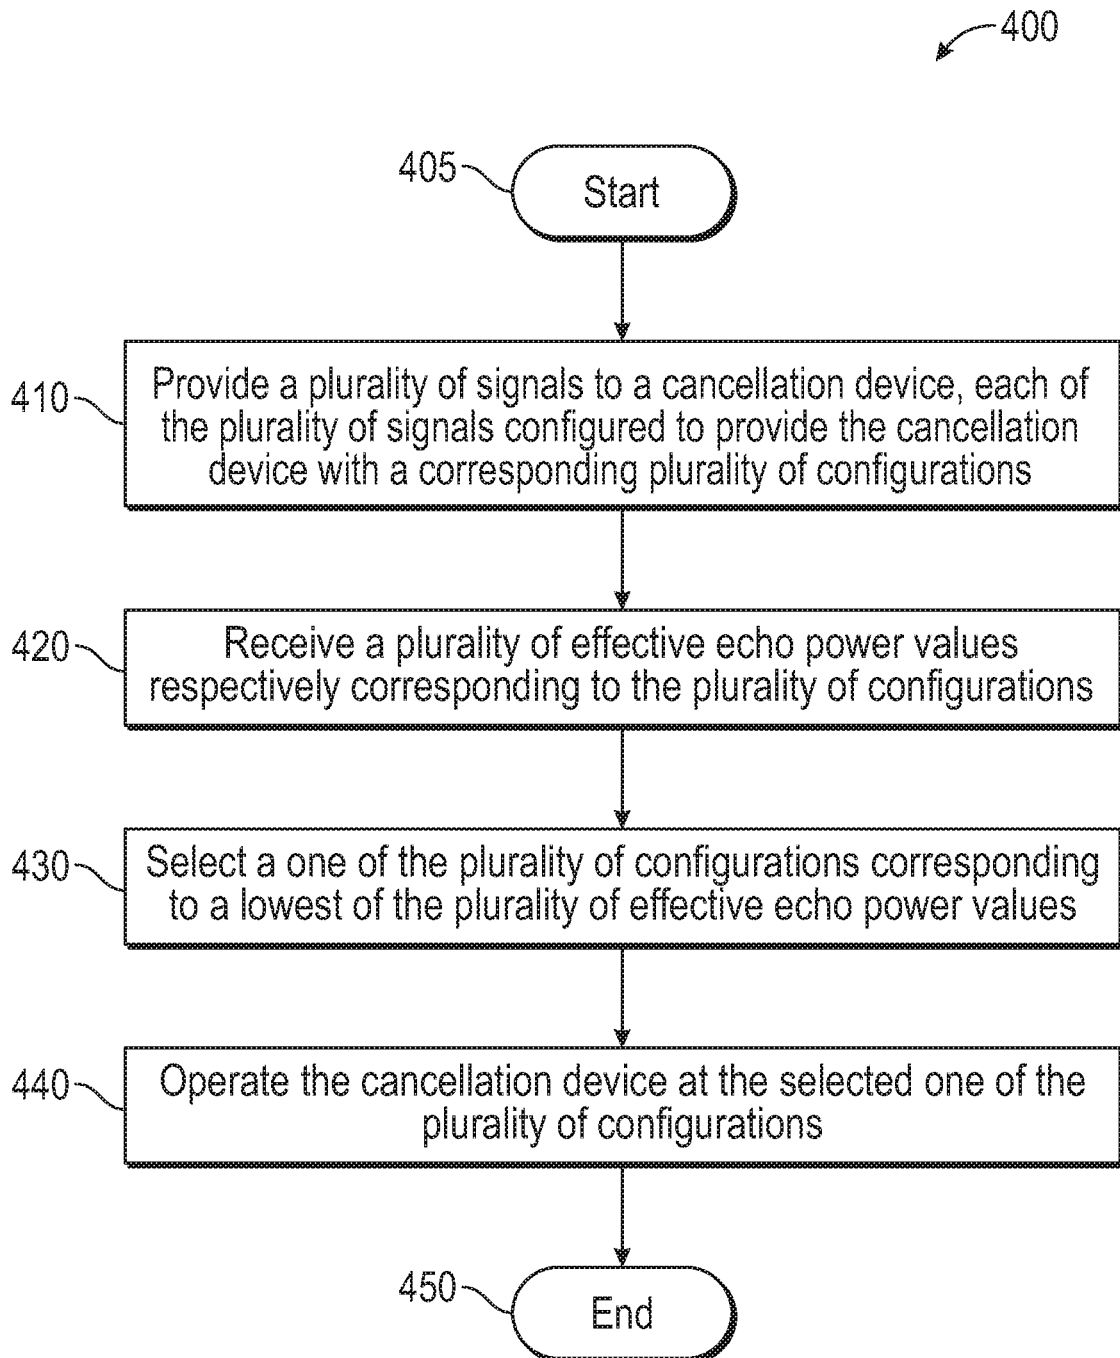 400
405
Start
410
Provide a plurality of signals to a cancellation device, each of
the plurality of signals configured to provide the cancellation
device with a corresponding plurality of configurations
420
Receive a plurality of effective echo power values
respectively corresponding to the plurality of configurations
430
Select a one of the plurality of configurations corresponding
to a lowest of the plurality of effective echo power values
440
Operate the cancellation device at the selected one of the
plurality of configurations
450
End